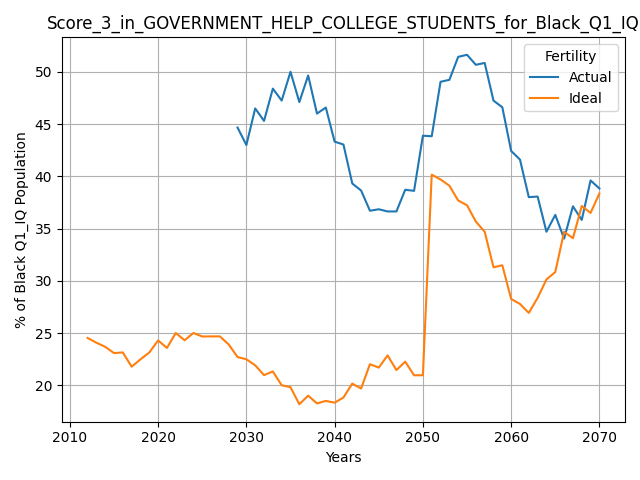 Score_3_in_GOVERNMENT_HELP_COLLEGE_STUDENTS_for_Black_Q1_IQ
Fertility
Actual
Ideal
% of Black Q1_IQ Population
50
45
40
35
30
25
20
2010 2020 2030 2040 2050 2060 2070
Years